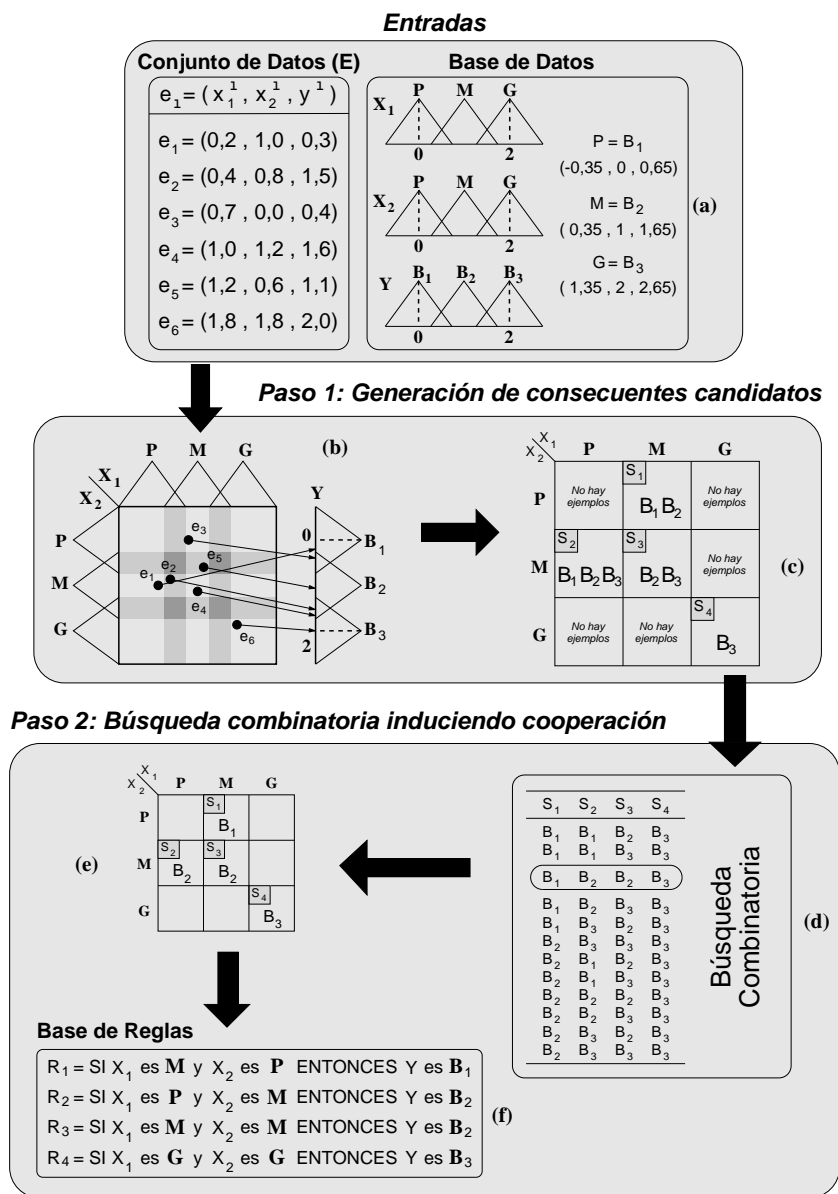 Entradas
Conjunto de Datos (E)
e₁= ( x₁¹ , x₂¹ , y¹ )
e₁= (0,2 , 1,0 , 0,3)
e₂= (0,4 , 0,8 , 1,5)
e₃= (0,7 , 0,0 , 0,4)
e₄= (1,0 , 1,2 , 1,6)
e₅= (1,2 , 0,6 , 1,1)
e₆= (1,8 , 1,8 , 2,0)
Base de Datos
P M G
X₁
0 2
P M G
X₂
0 2
B₁ B₂ B₃
Y
0 2
P = B₁
(-0,35 , 0 , 0,65)
M = B₂
( 0,35 , 1 , 1,65)
G = B₃
( 1,35 , 2 , 2,65)
(a)
Paso 1: Generación de consecuentes candidatos
(b)
P M G
X₁
X₂
Y
P
M
G
e₃
e₅
e₂
e₁
e₄
e₆
0
2
B₁
B₂
B₃
X₁
X₂
P M G
P
No hay ejemplos
S₁
B₁ B₂
No hay ejemplos
M
S₂
B₁ B₂ B₃
S₃
B₂ B₃
No hay ejemplos
G
No hay ejemplos
No hay ejemplos
S₄
B₃
(c)
Paso 2: Búsqueda combinatoria induciendo cooperación
S₁ S₂ S₃ S₄
B₁ B₁ B₂ B₃
B₁ B₁ B₃ B₃
B₁ B₂ B₂ B₃
B₁ B₂ B₃ B₃
B₁ B₃ B₂ B₃
B₂ B₃ B₃ B₃
B₂ B₁ B₂ B₃
B₂ B₁ B₃ B₃
B₂ B₂ B₂ B₃
B₂ B₂ B₃ B₃
B₂ B₃ B₂ B₃
B₂ B₃ B₃ B₃
Búsqueda
Combinatoria
(d)
X₁
X₂
P M G
P
S₁
B₁
M
S₂
B₂
S₃
B₂
G
S₄
B₃
(e)
Base de Reglas
R₁ = SI X₁ es M y X₂ es P ENTONCES Y es B₁
R₂ = SI X₁ es P y X₂ es M ENTONCES Y es B₂
R₃ = SI X₁ es M y X₂ es M ENTONCES Y es B₂
R₄ = SI X₁ es G y X₂ es G ENTONCES Y es B₃
(f)